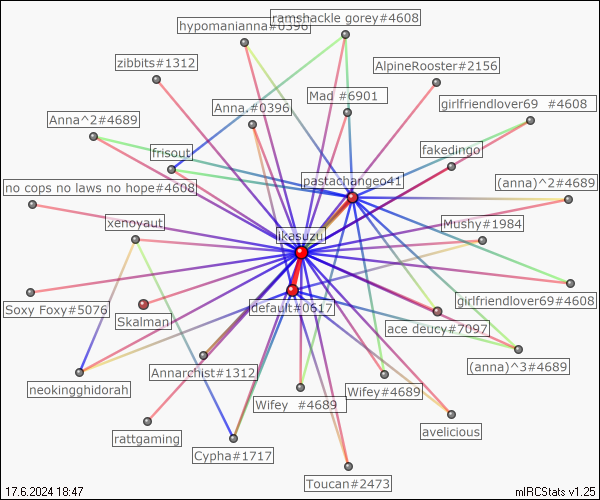 hypomanianna#0396
ramshackle gorey#4608
zibbits#1312
AlpineRooster#2156
Mad #6901
Anna.#0396
girlfriendlover69 #4608
Anna^2#4689
frisout
fakedingo
no cops no laws no hope#4608
pastachangeo41
(anna)^2#4689
xenoyaut
ikasuzu
Mushy#1984
Soxy Foxy#5076
Skalman
default#0617
ace deucy#7097
girlfriendlover69#4608
neokingghidorah
Annarchist#1312
Wifey #4689
Wifey#4689
(anna)^3#4689
rattgaming
Cypha#1717
avelicious
Toucan#2473
17.6.2024 18:47
mIRCStats v1.25